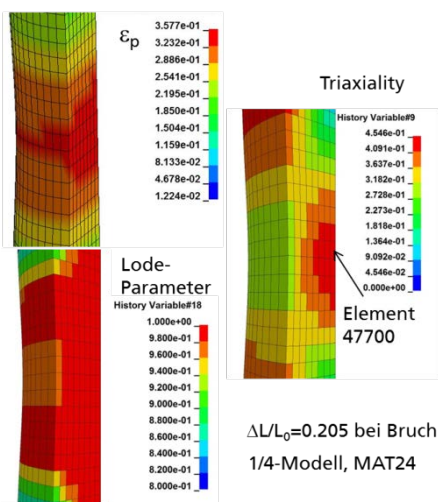 εₚ
3.577e-01
3.232e-01
2.886e-01
2.541e-01
2.195e-01
1.850e-01
1.504e-01
1.159e-01
8.133e-02
4.678e-02
1.224e-02
Triaxiality
History Variable#9
4.546e-01
4.091e-01
3.637e-01
3.182e-01
2.728e-01
2.273e-01
1.818e-01
1.364e-01
9.092e-02
4.546e-02
0.000e+00
Element
47700
Lode-
Parameter
History Variable#18
1.000e+00
9.800e-01
9.600e-01
9.400e-01
9.200e-01
9.000e-01
8.800e-01
8.600e-01
8.400e-01
8.200e-01
8.000e-01
ΔL/L₀=0.205 bei Bruch
1/4-Modell, MAT24